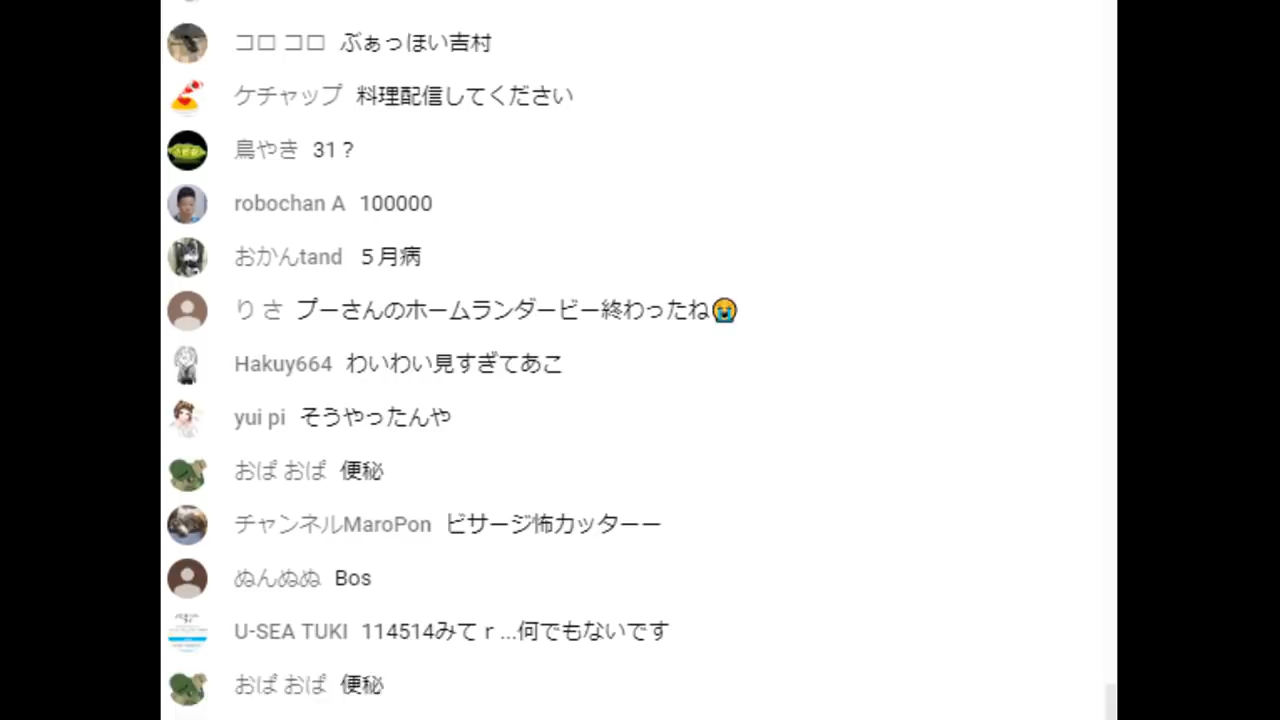 コロ コロ ぶぁっほい吉村
ケチャップ 料理配信してください
鳥やき 31？
robochan A 100000
おかんtand ５月病
り さ プーさんのホームランダービー終わったね😭
Hakuy664 わいわい見すぎてあこ
yui pi そうやったんや
おぱ おぱ 便秘
チャンネルMaroPon ビサージ怖カッターー
ぬんぬぬ Bos
U-SEA TUKI 114514みてｒ...何でもないです
おぱ おぱ 便秘